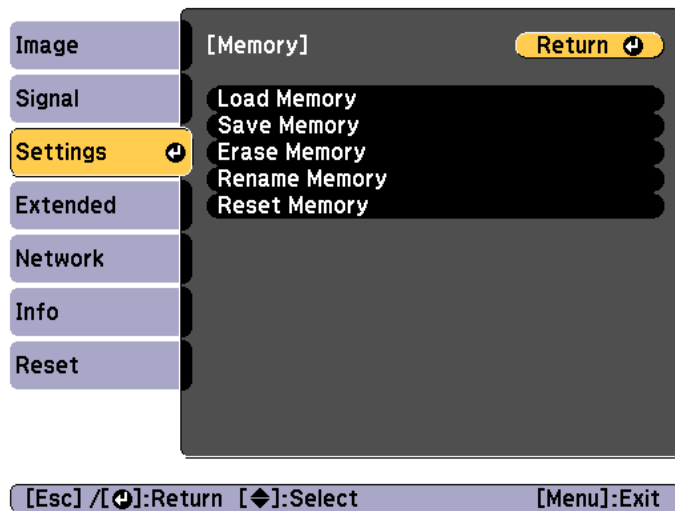 Image
Signal
Settings
Extended
Network
Info
Reset
[Memory]
Return
Load Memory
Save Memory
Erase Memory
Rename Memory
Reset Memory
[Esc] /[⏎]:Return [◆]:Select [Menu]:Exit